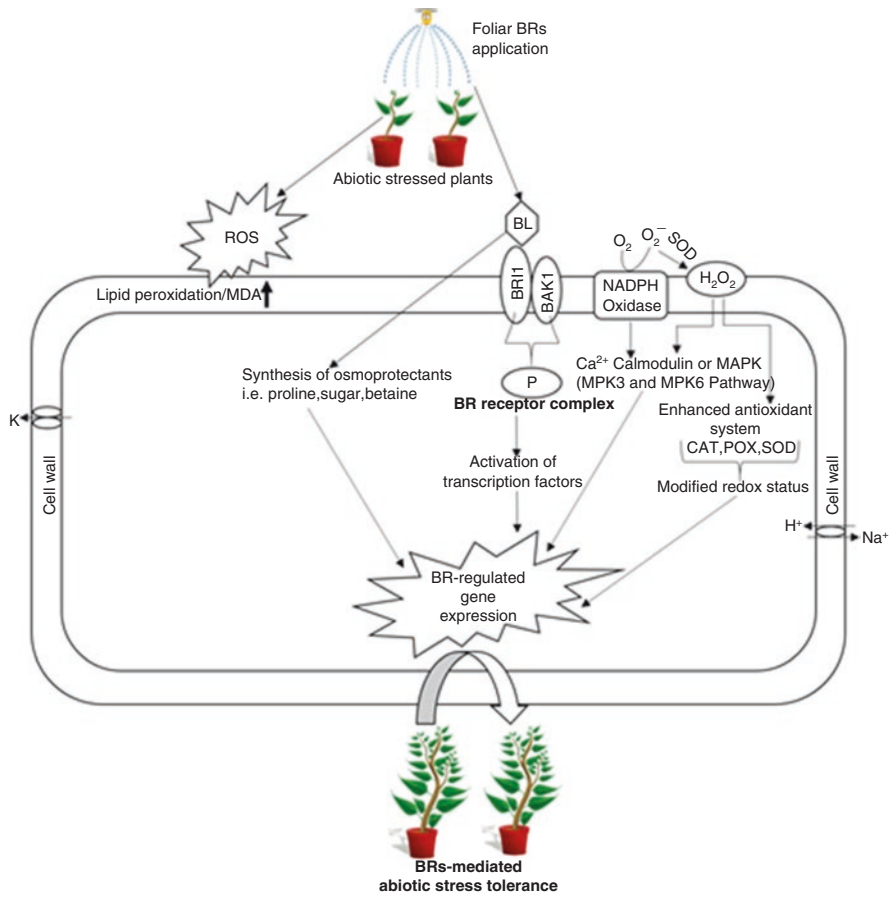 Foliar BRs
application
Abiotic stressed plants
ROS
BL
O₂ O₂⁻ SOD
H₂O₂
Lipid peroxidation/MDA
BRI1
BAK1
NADPH
Oxidase
Synthesis of osmoprotectants
i.e. proline,sugar,betaine
P
BR receptor complex
Ca²⁺ Calmodulin or MAPK
(MPK3 and MPK6 Pathway)
Enhanced antioxidant
system
CAT,POX,SOD
Modified redox status
K
Cell wall
Activation of
transcription factors
Cell wall
H⁺
Na⁺
BR-regulated
gene
expression
BRs-mediated
abiotic stress tolerance